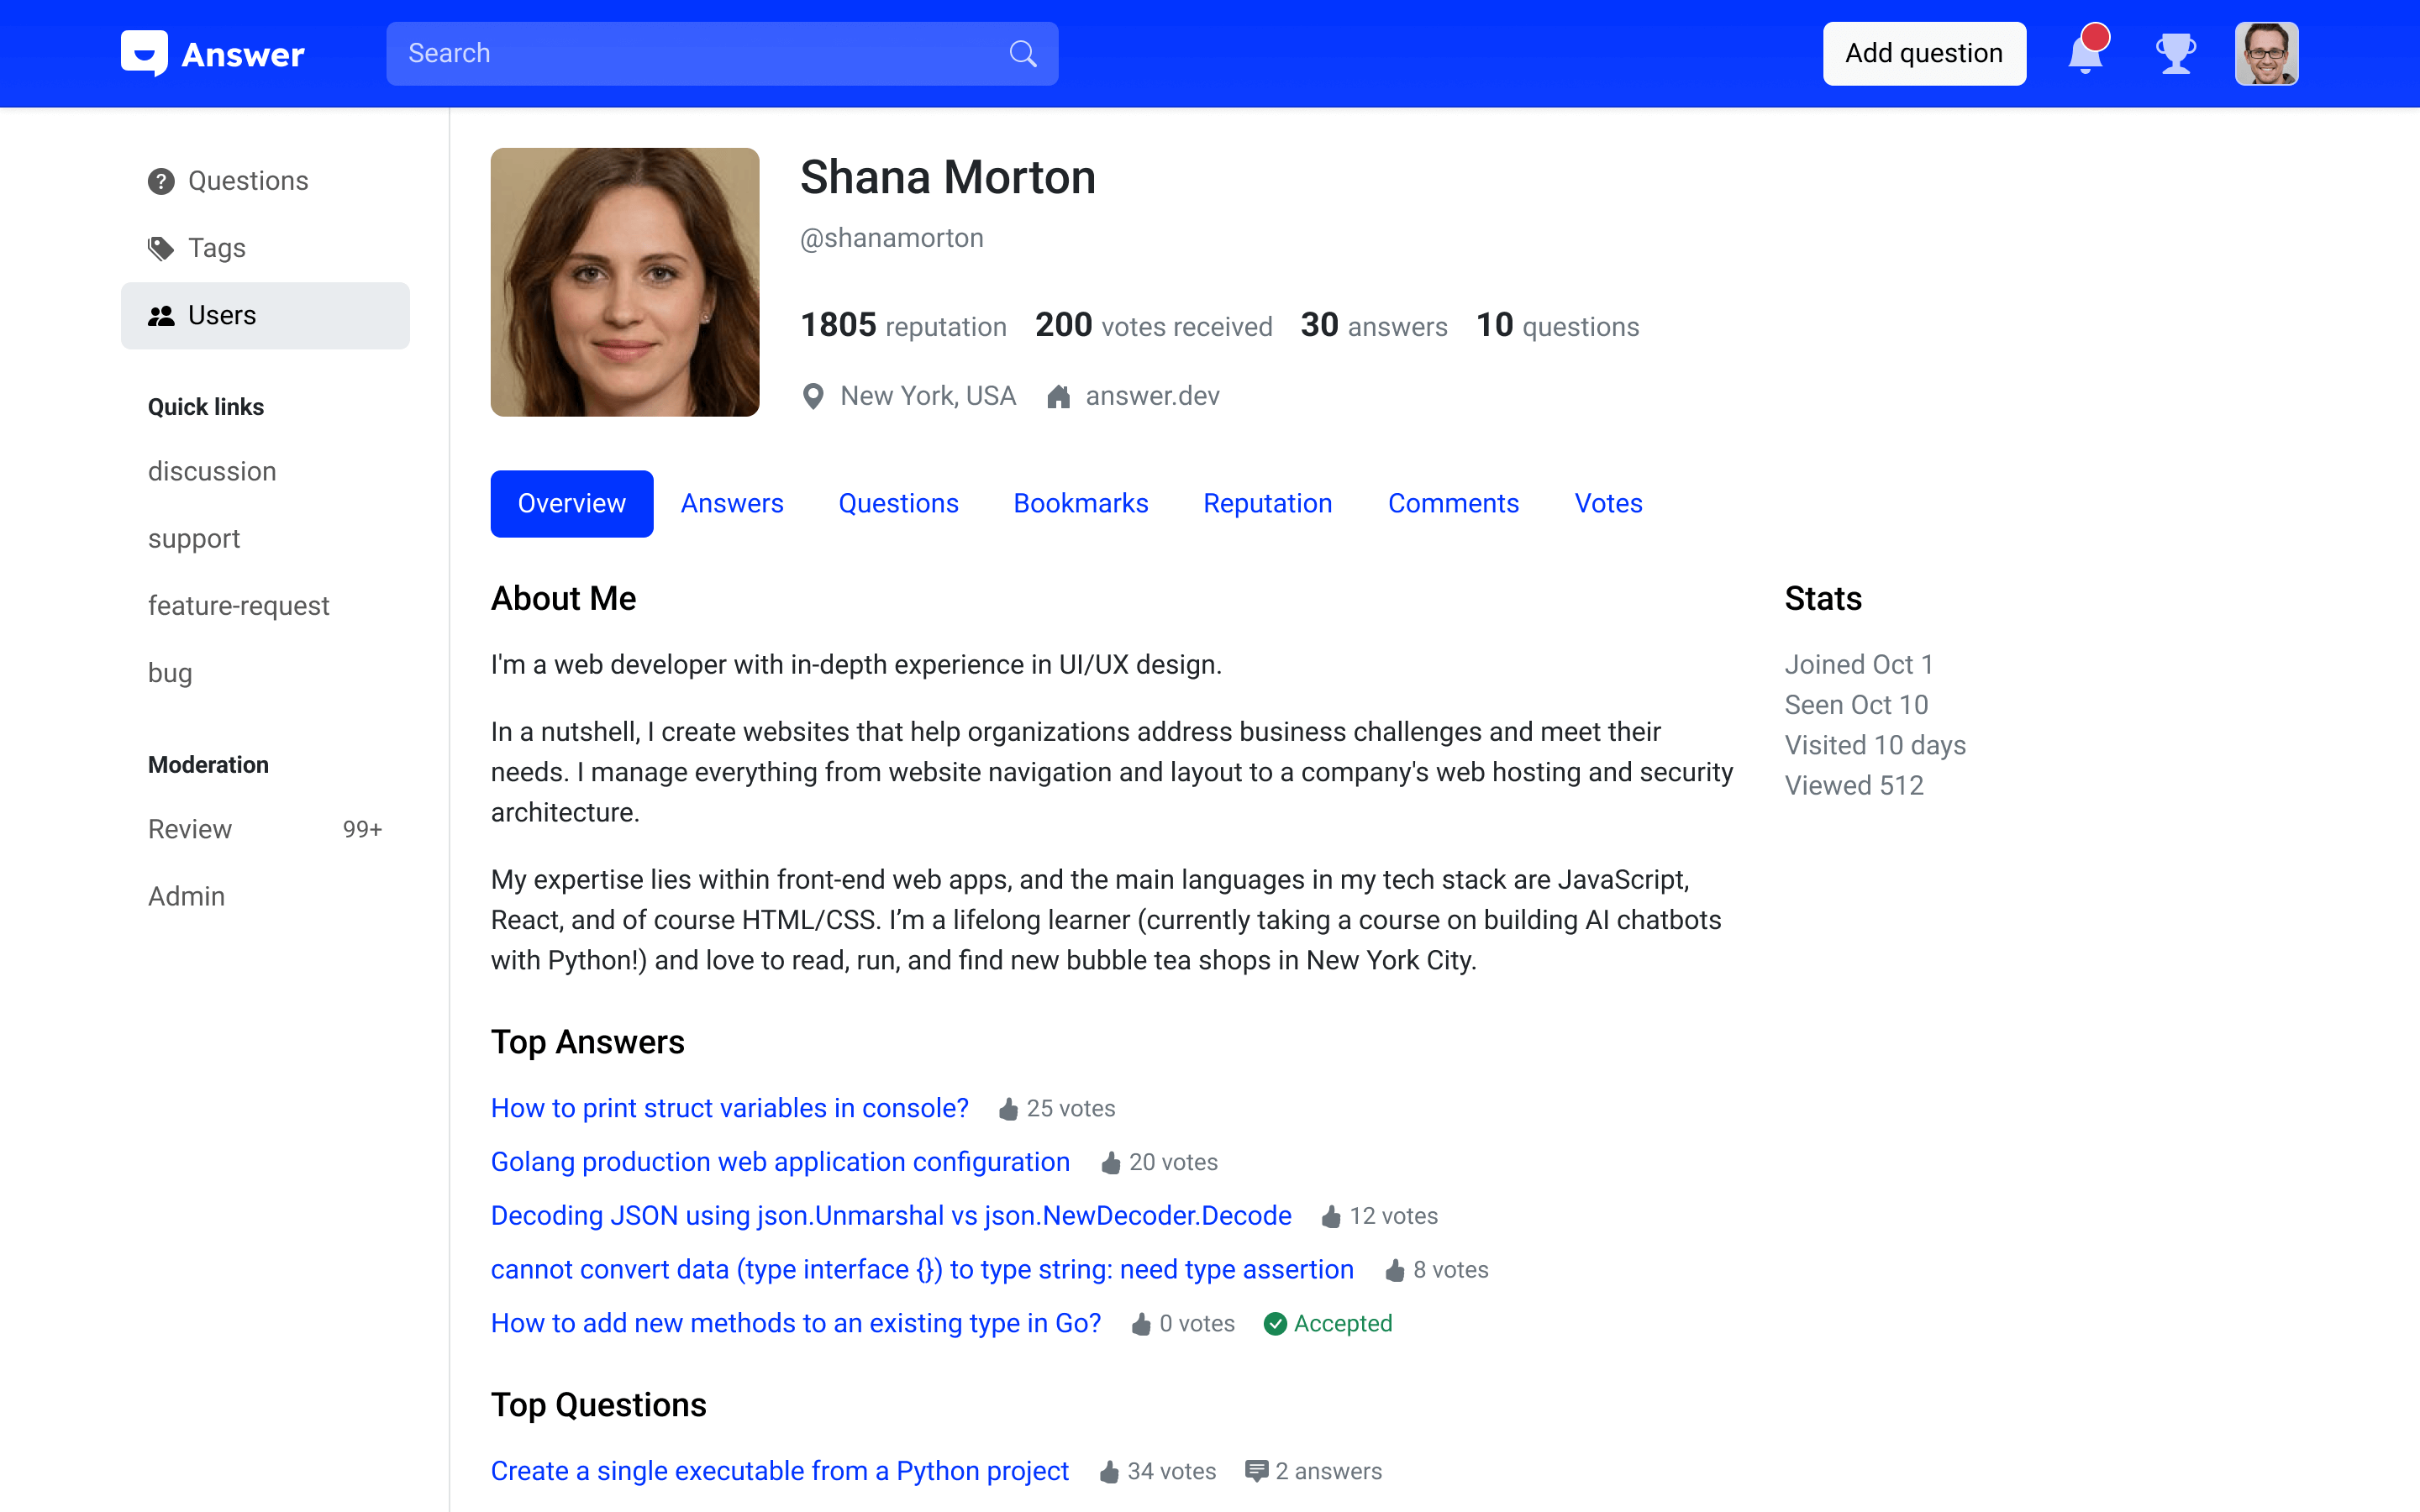 Answer
Search
Add question
Questions
Tags
Users
Quick links
discussion
support
feature-request
bug
Moderation
Review 99+
Admin
Shana Morton
@shanamorton
1805 reputation 200 votes received 30 answers 10 questions
New York, USA answer.dev
Overview Answers Questions Bookmarks Reputation Comments Votes
About Me
I'm a web developer with in-depth experience in UI/UX design.
In a nutshell, I create websites that help organizations address business challenges and meet their
needs. I manage everything from website navigation and layout to a company's web hosting and security
architecture.
My expertise lies within front-end web apps, and the main languages in my tech stack are JavaScript,
React, and of course HTML/CSS. I’m a lifelong learner (currently taking a course on building AI chatbots
with Python!) and love to read, run, and find new bubble tea shops in New York City.
Top Answers
How to print struct variables in console? 25 votes
Golang production web application configuration 20 votes
Decoding JSON using json.Unmarshal vs json.NewDecoder.Decode 12 votes
cannot convert data (type interface {}) to type string: need type assertion 8 votes
How to add new methods to an existing type in Go? 0 votes Accepted
Top Questions
Create a single executable from a Python project 34 votes 2 answers
Stats
Joined Oct 1
Seen Oct 10
Visited 10 days
Viewed 512